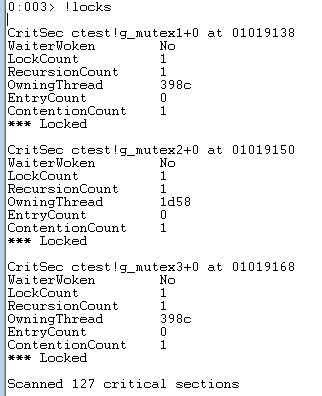 0:003> !locks
CritSec ctest!g_mutex1+0 at 01019138
WaiterWoken No
LockCount 1
RecursionCount 1
OwningThread 398c
EntryCount 0
ContentionCount 1
*** Locked
CritSec ctest!g_mutex2+0 at 01019150
WaiterWoken No
LockCount 1
RecursionCount 1
OwningThread 1d58
EntryCount 0
ContentionCount 1
*** Locked
CritSec ctest!g_mutex3+0 at 01019168
WaiterWoken No
LockCount 1
RecursionCount 1
OwningThread 398c
EntryCount 0
ContentionCount 1
*** Locked
Scanned 127 critical sections